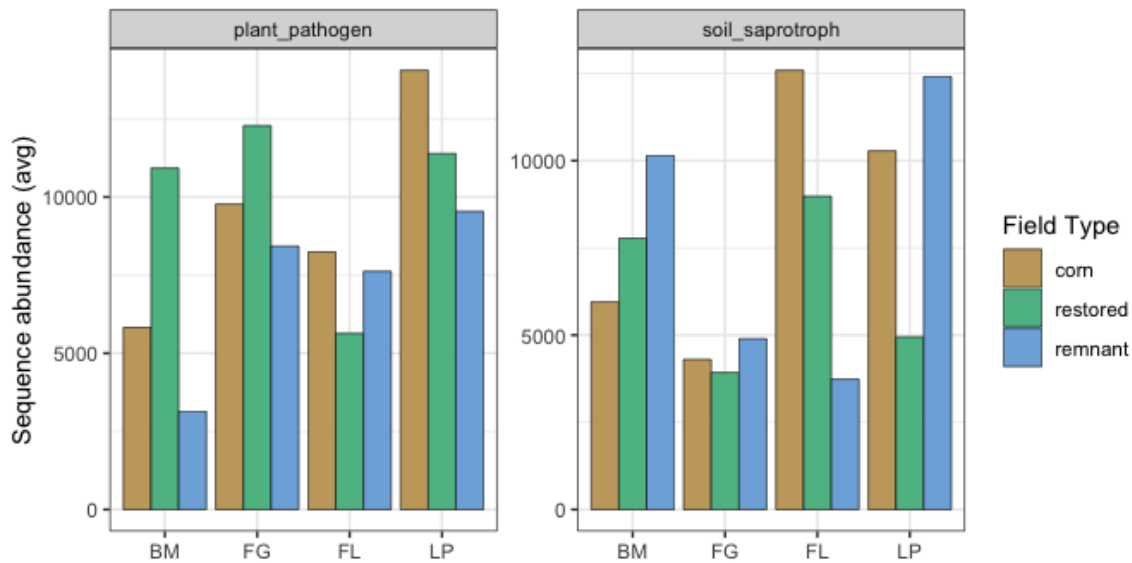 plant_pathogen
soil_saprotroph
Sequence abundance (avg)
10000
5000
0
10000
5000
0
BM FG FL LP
BM FG FL LP
Field Type
corn
restored
remnant